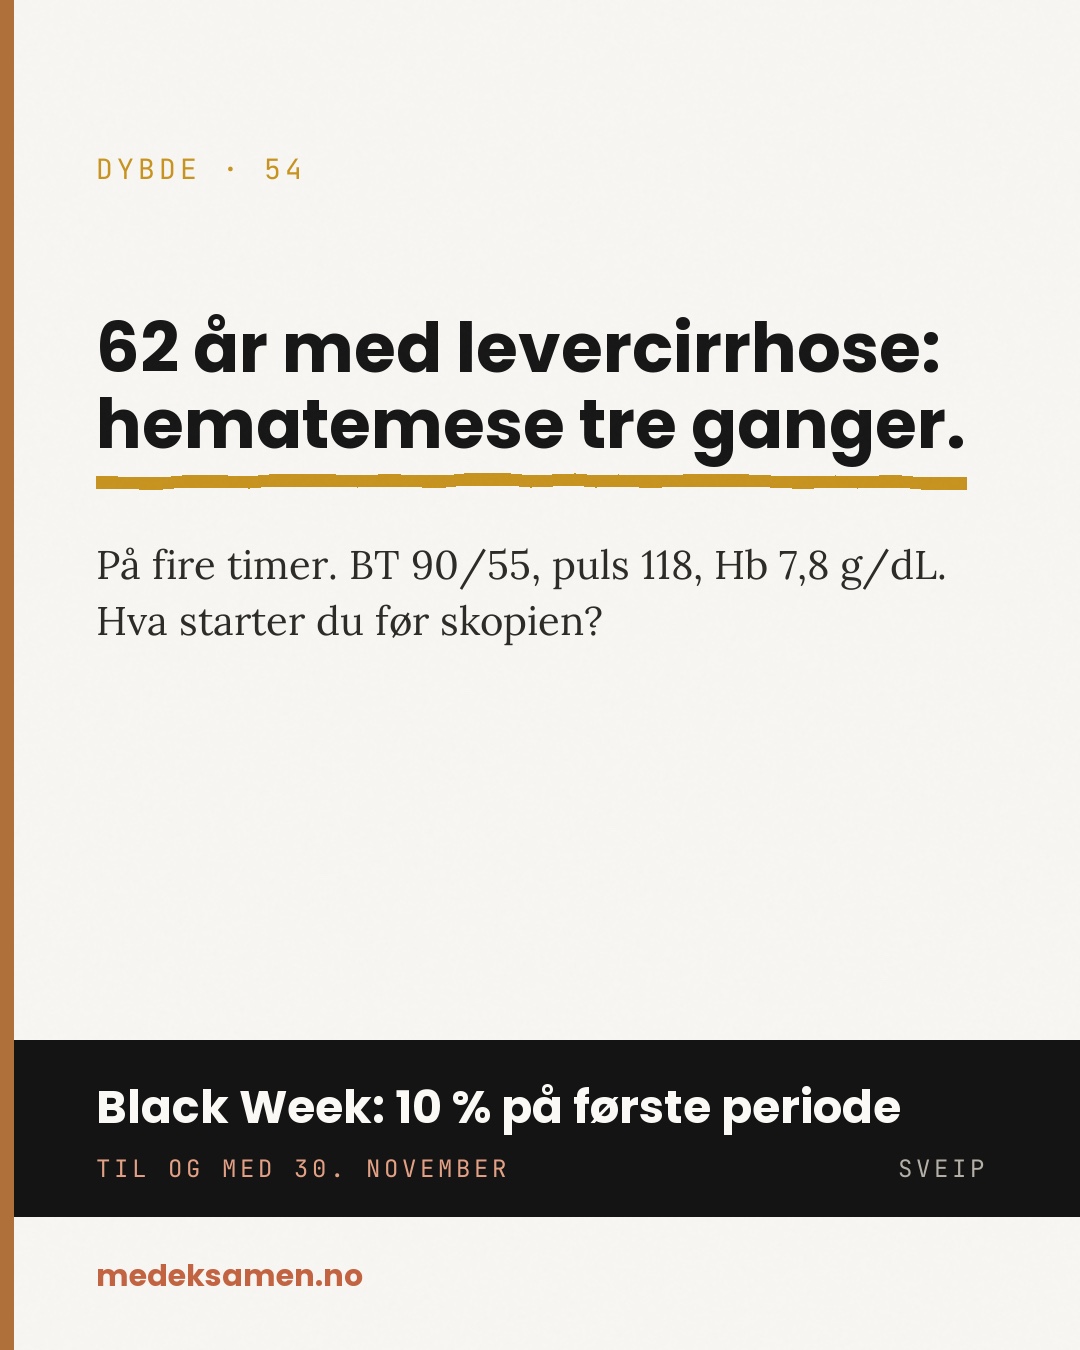 DYBDE · 54
62 år med levercirrhose:
hematemese tre ganger.
På fire timer. BT 90/55, puls 118, Hb 7,8 g/dL.
Hva starter du før skopien?
Black Week: 10 % på første periode
TIL OG MED 30. NOVEMBER
SVEIP
medeksamen.no